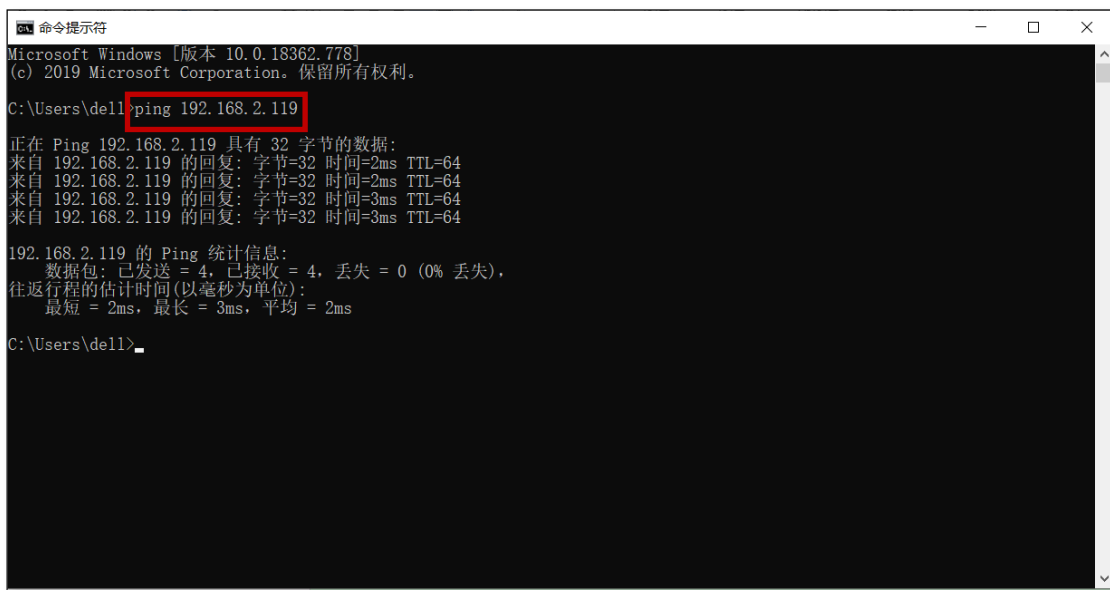 命令提示符
Microsoft Windows [版本 10.0.18362.778]
(c) 2019 Microsoft Corporation。保留所有权利。
C:\Users\dell>ping 192.168.2.119
正在 Ping 192.168.2.119 具有 32 字节的数据:
来自 192.168.2.119 的回复: 字节=32 时间=2ms TTL=64
来自 192.168.2.119 的回复: 字节=32 时间=2ms TTL=64
来自 192.168.2.119 的回复: 字节=32 时间=3ms TTL=64
来自 192.168.2.119 的回复: 字节=32 时间=3ms TTL=64
192.168.2.119 的 Ping 统计信息:
数据包: 已发送 = 4，已接收 = 4，丢失 = 0 (0% 丢失)，
往返行程的估计时间(以毫秒为单位):
最短 = 2ms，最长 = 3ms，平均 = 2ms
C:\Users\dell>